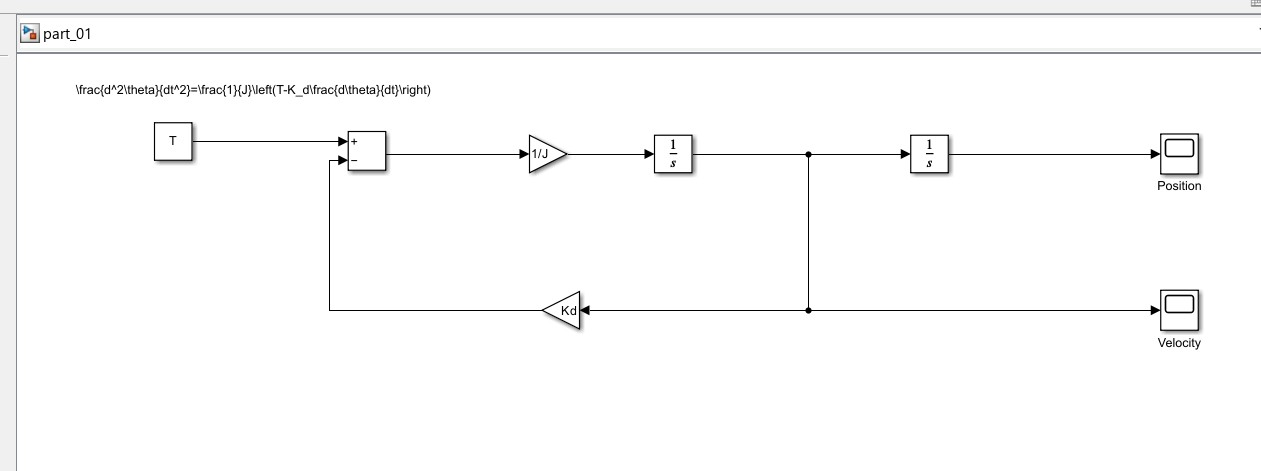 part_01
\frac{d^2\theta}{dt^2}=\frac{1}{J}\left(T-K_d\frac{d\theta}{dt}\right)
T
+
−
1/J
1
s
1
s
Position
Kd
Velocity